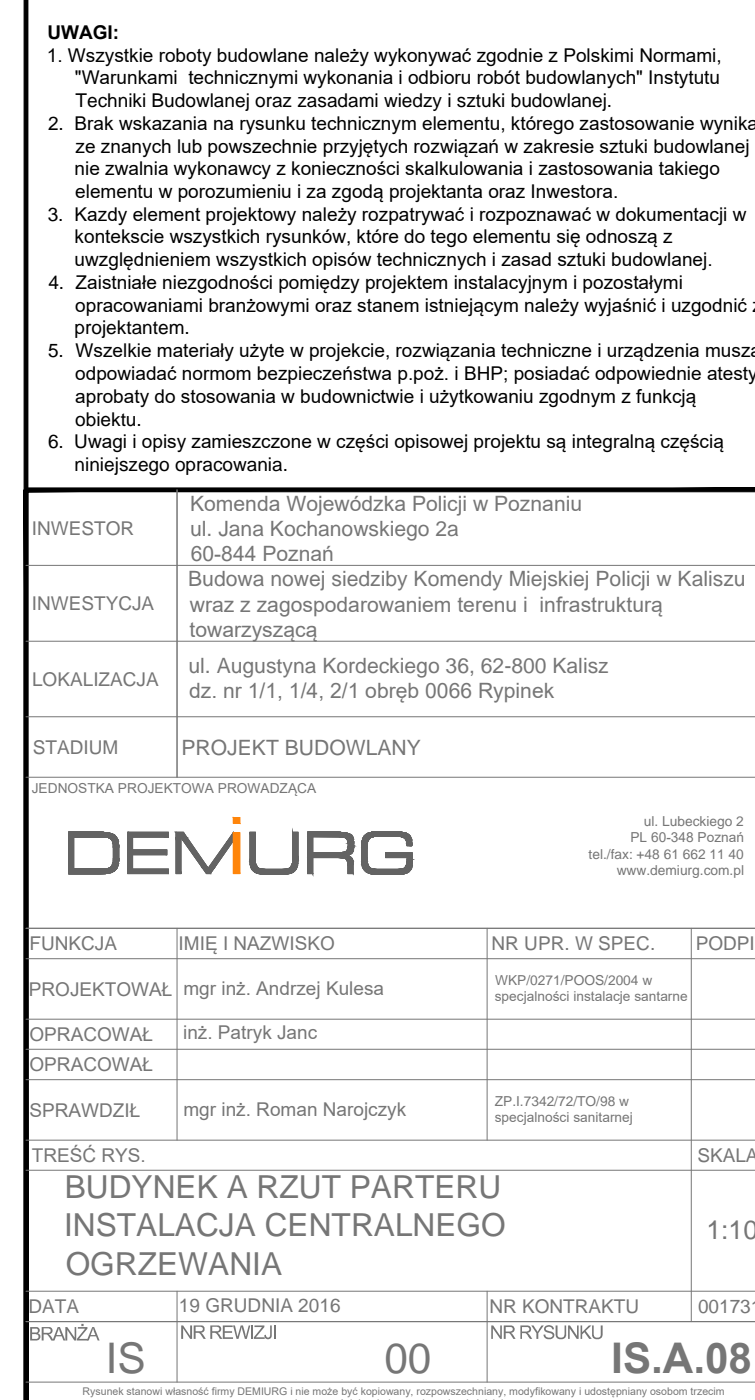 UWAGI:
1. Wszystkie roboty budowlane należy wykonywać zgodnie z Polskimi Normami,
"Warunkami technicznymi wykonania i odbioru robót budowlanych" Instytutu
Techniki Budowlanej oraz zasadami wiedzy i sztuki budowlanej.
2. Brak wskazania na rysunku technicznym elementu, którego zastosowanie wynika
ze znanych lub powszechnie przyjętych rozwiązań w zakresie sztuki budowlanej
nie zwalnia wykonawcy z konieczności skalkulowania i zastosowania takiego
elementu w porozumieniu i za zgodą projektanta oraz Inwestora.
3. Kazdy element projektowy należy rozpatrywać i rozpoznawać w dokumentacji w
kontekscie wszystkich rysunków, które do tego elementu się odnoszą z
uwzględnieniem wszystkich opisów technicznych i zasad sztuki budowlanej.
4. Zaistniałe niezgodności pomiędzy projektem instalacyjnym i pozostałymi
opracowaniami branżowymi oraz stanem istniejącym należy wyjaśnić i uzgodnić z
projektantem.
5. Wszelkie materiały użyte w projekcie, rozwiązania techniczne i urządzenia muszą
odpowiadać normom bezpieczeństwa p.poż. i BHP; posiadać odpowiednie atesty
aprobaty do stosowania w budownictwie i użytkowaniu zgodnym z funkcją
obiektu.
6. Uwagi i opisy zamieszczone w części opisowej projektu są integralną częścią
niniejszego opracowania.
INWESTOR
Komenda Wojewódzka Policji w Poznaniu
ul. Jana Kochanowskiego 2a
60-844 Poznań
INWESTYCJA
Budowa nowej siedziby Komendy Miejskiej Policji w Kaliszu
wraz z zagospodarowaniem terenu i infrastrukturą
towarzyszącą
LOKALIZACJA
ul. Augustyna Kordeckiego 36, 62-800 Kalisz
dz. nr 1/1, 1/4, 2/1 obręb 0066 Rypinek
STADIUM PROJEKT BUDOWLANY
JEDNOSTKA PROJEKTOWA PROWADZĄCA
DEMiURG
ul. Lubeckiego 2
PL 60-348 Poznań
tel./fax: +48 61 662 11 40
www.demiurg.com.pl
FUNKCJA IMIĘ I NAZWISKO NR UPR. W SPEC. PODPI
PROJEKTOWAŁ mgr inż. Andrzej Kulesa WKP/0271/POOS/2004 w
specjalności instalacje santarne
OPRACOWAŁ inż. Patryk Janc
OPRACOWAŁ
SPRAWDZIŁ mgr inż. Roman Narojczyk ZP.I.7342/72/TO/98 w
specjalności sanitarnej
TREŚĆ RYS. SKALA
BUDYNEK A RZUT PARTERU
INSTALACJA CENTRALNEGO
OGRZEWANIA
1:10
DATA 19 GRUDNIA 2016 NR KONTRAKTU 001731
BRANŻA NR REWIZJI NR RYSUNKU
IS 00 IS.A.08
Rysunek stanowi własność firmy DEMIURG i nie może być kopiowany, rozpowszechniany, modyfikowany i udostępniany osobom trzecim